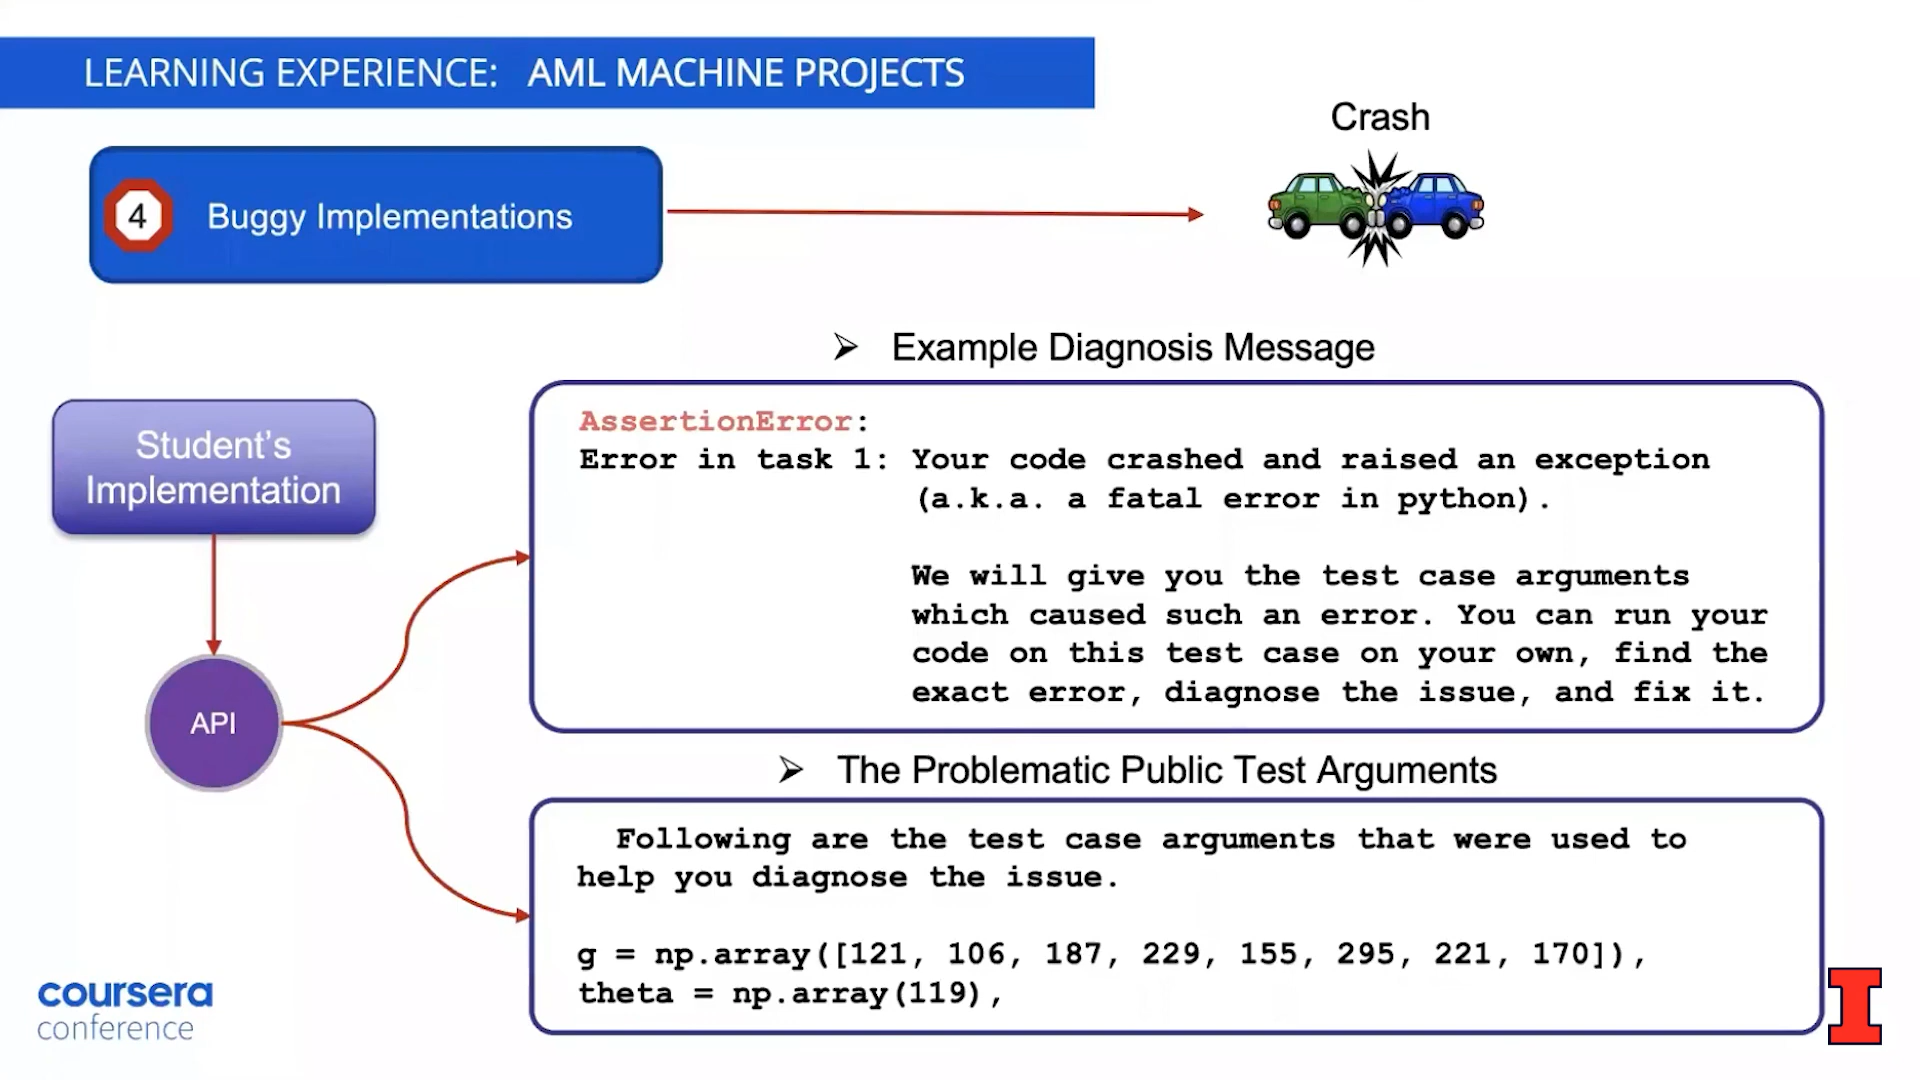 LEARNING EXPERIENCE: AML MACHINE PROJECTS
Crash
4 Buggy Implementations
➢ Example Diagnosis Message
AssertionError:
Error in task 1: Your code crashed and raised an exception
(a.k.a. a fatal error in python).
We will give you the test case arguments
which caused such an error. You can run your
code on this test case on your own, find the
exact error, diagnose the issue, and fix it.
Student’s
Implementation
API
➢ The Problematic Public Test Arguments
Following are the test case arguments that were used to
help you diagnose the issue.
g = np.array([121, 106, 187, 229, 155, 295, 221, 170]),
theta = np.array(119),
coursera
conference
I